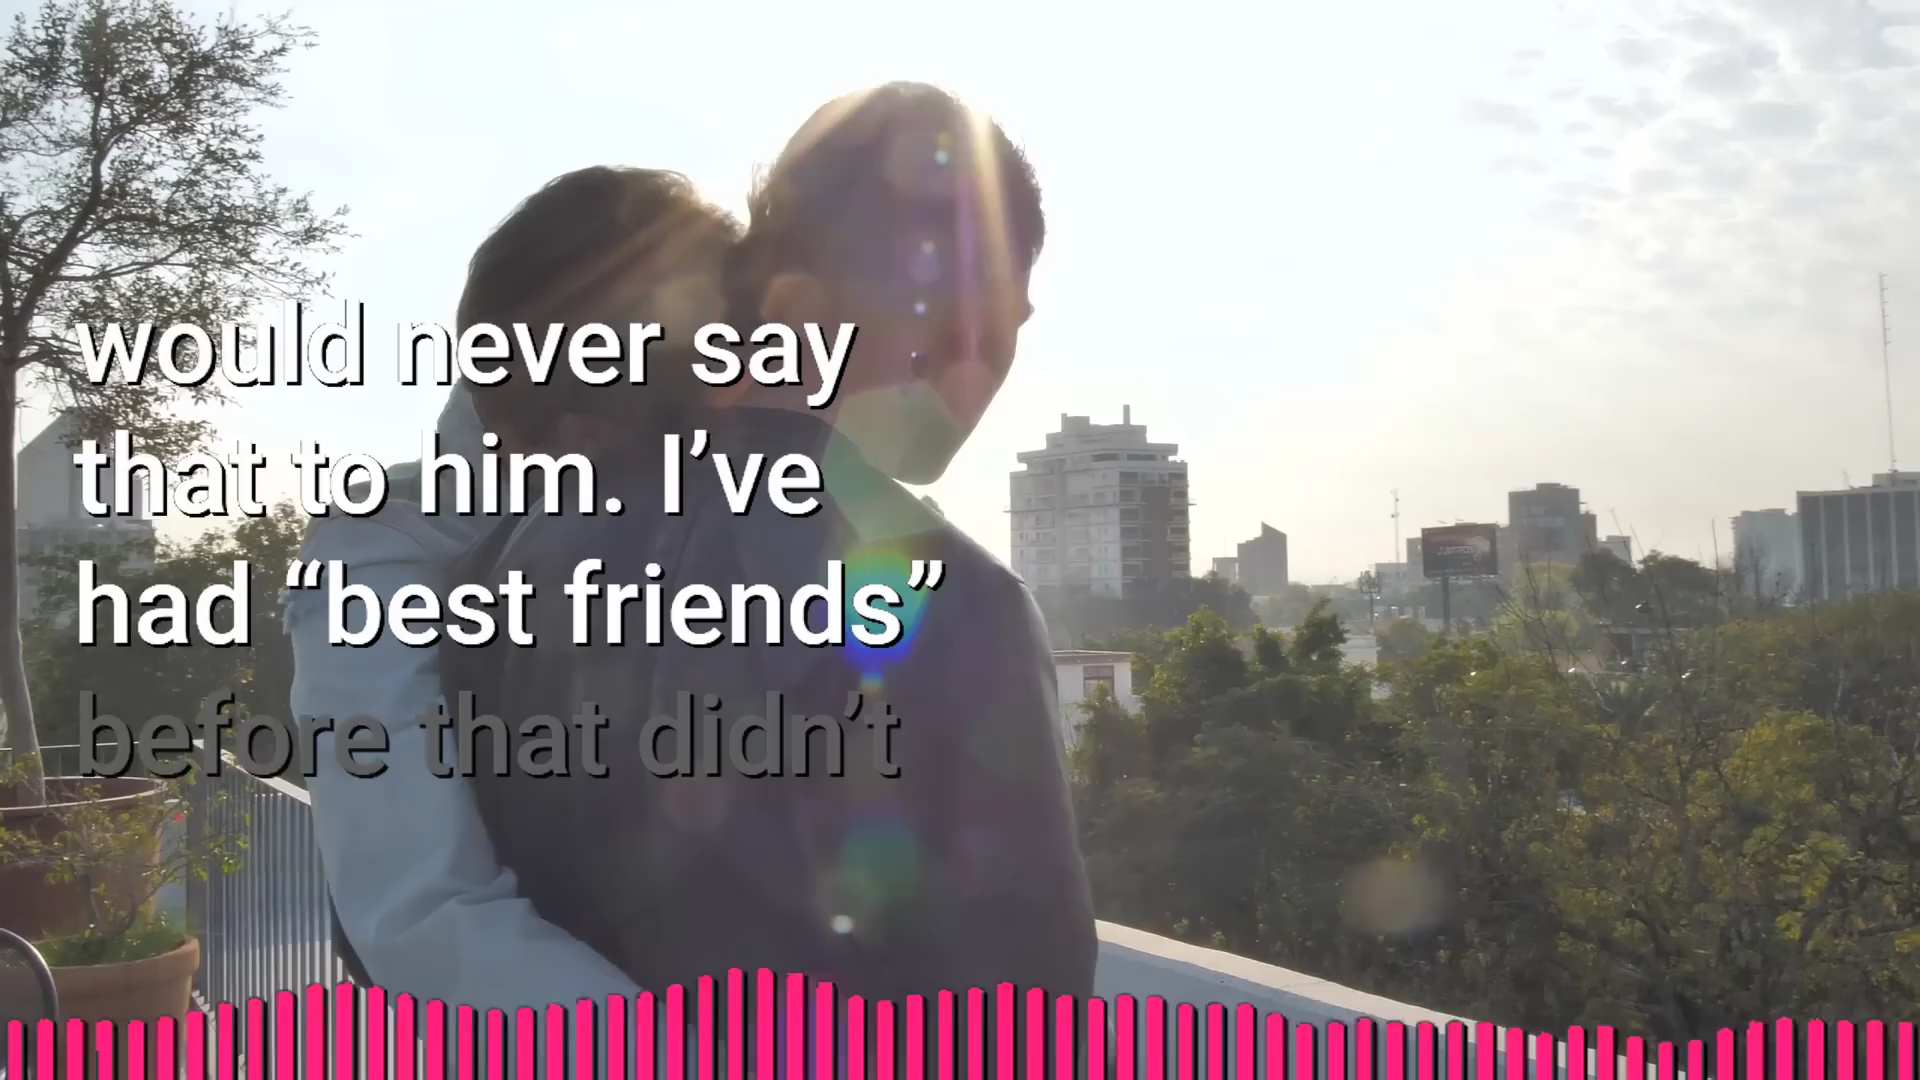 would never say
that to him. I’ve
had “best friends”
before that didn’t